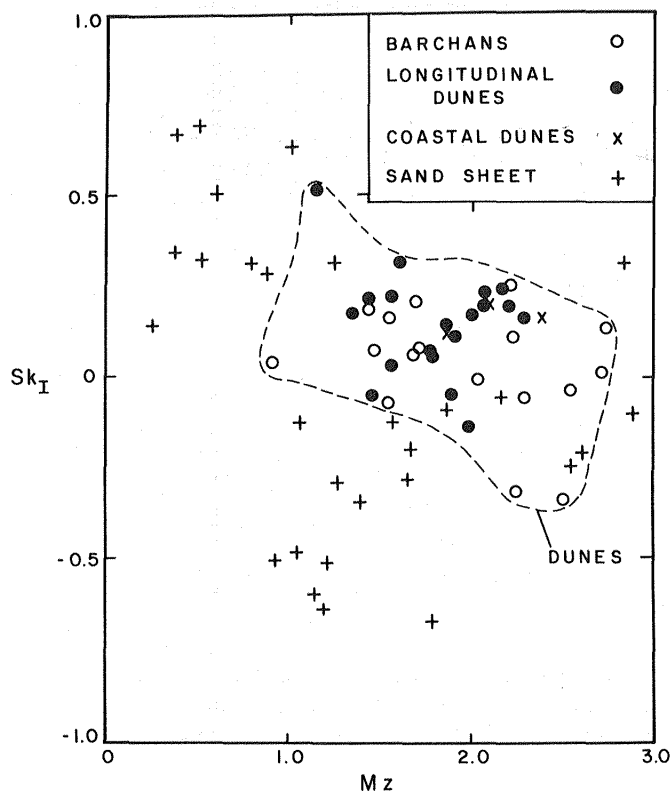 1.0
0.5
0
-0.5
-1.0
Sk_I
0
1.0
2.0
3.0
Mz
BARCHANS
LONGITUDINAL
DUNES
COASTAL DUNES
SAND SHEET
DUNES